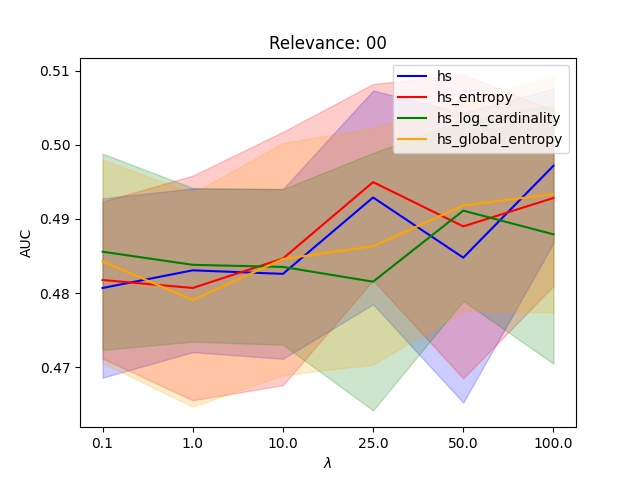 Relevance: 00
0.51
0.50
0.49
0.48
0.47
AUC
hs
hs_entropy
hs_log_cardinality
hs_global_entropy
0.1 1.0 10.0 25.0 50.0 100.0
λ